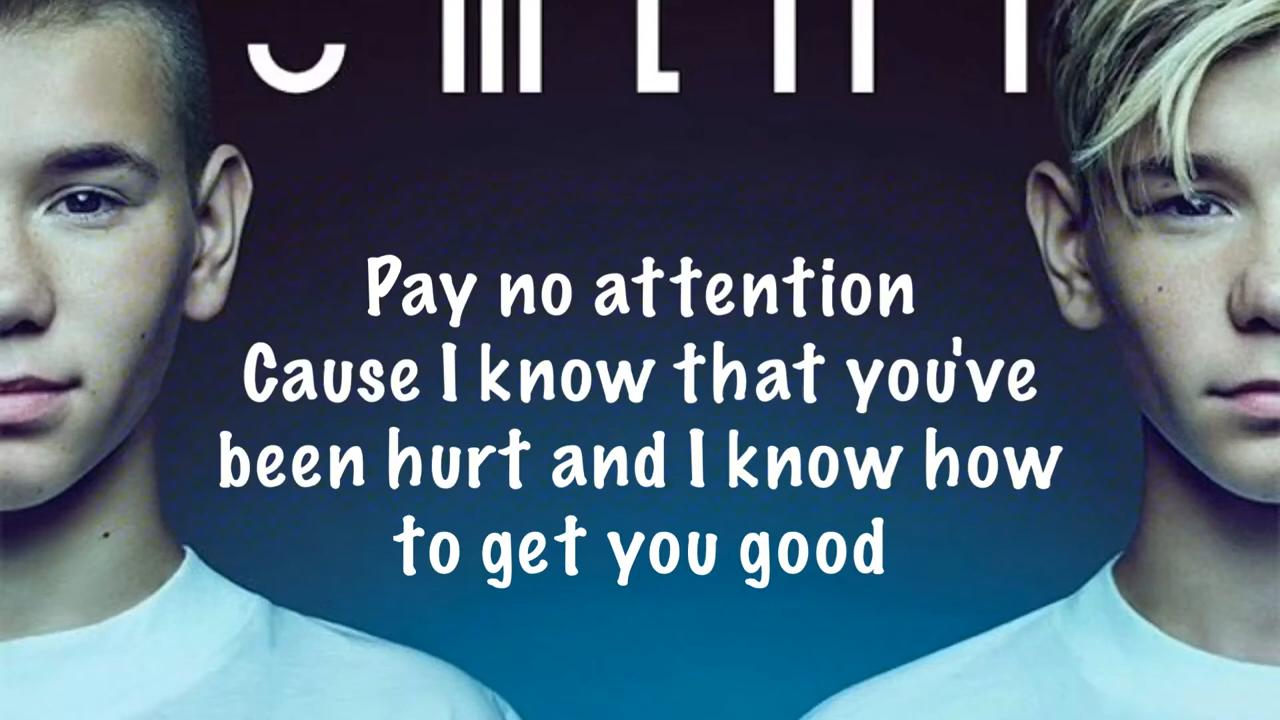 Pay no attention
Cause I know that you've
been hurt and I know how
to get you good